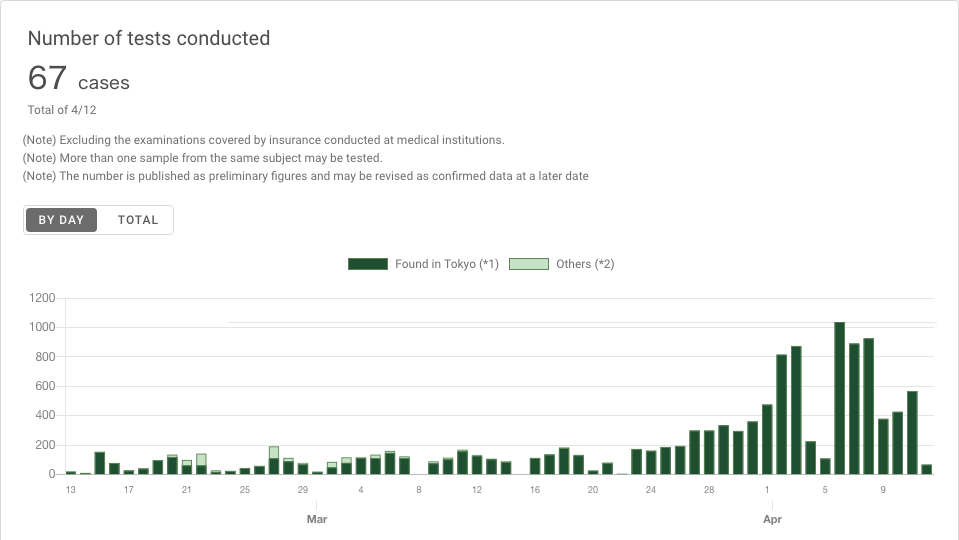 Number of tests conducted
67 cases
Total of 4/12
(Note) Excluding the examinations covered by insurance conducted at medical institutions.
(Note) More than one sample from the same subject may be tested.
(Note) The number is published as preliminary figures and may be revised as confirmed data at a later date
BY DAY TOTAL
Found in Tokyo (*1) Others (*2)
1200
1000
800
600
400
200
0
13 17 21 25 29 4 8 12 16 20 24 28 1 5 9
Mar Apr